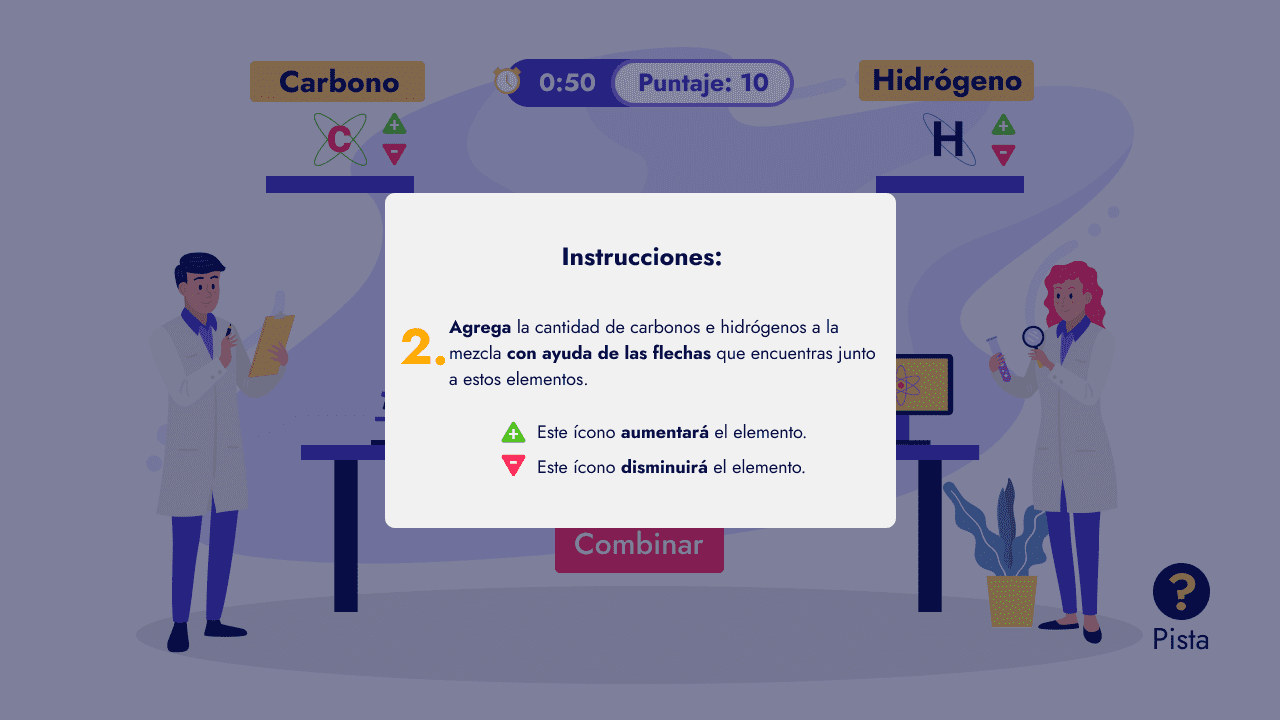 Carbono
0:50
Puntaje: 10
Hidrógeno
C
+
-
H
+
-
Instrucciones:
2.
Agrega la cantidad de carbonos e hidrógenos a la
mezcla con ayuda de las flechas que encuentras junto
a estos elementos.
+ Este ícono aumentará el elemento.
- Este ícono disminuirá el elemento.
Combinar
?
Pista